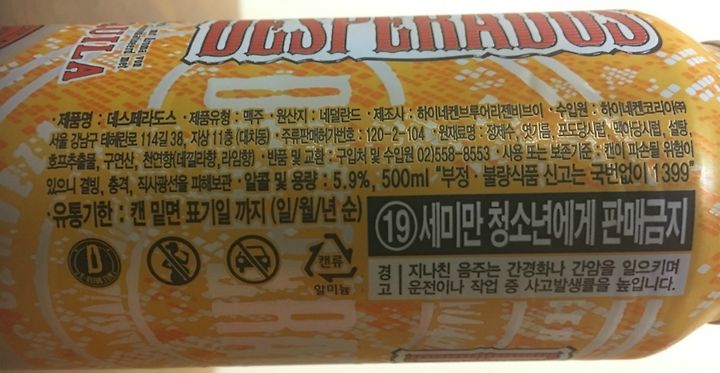 DESPERADOS
UILA
·제품명 : 데스페라도스 ·제품유형 : 맥주 ·원산지 : 네덜란드 ·제조사 : 하이네켄브루어리젠비브이 ·수입원 : 하이네켄코리아㈜
서울 강남구 테헤란로 114길 38, 지상 11층 (대치동) ·주류판매허가번호 : 120-2-104 ·원재료명 : 정제수, 엿기름, 포도당시럽, 맥아당시럽, 설탕,
호프추출물, 구연산, 천연향(데낄라향,라임향) ·반품 및 교환 : 구입처 및 수입원 02)558-8553 ·사용 또는 보존기준 : 캔이 파손될 위험이
있으니 결빙, 충격, 직사광선을 피해보관 ·알콜 및 용량 : 5.9%, 500ml "부정·불량식품 신고는 국번없이 1399"
·유통기한 : 캔 밑면 표기일 까지 (일/월/년 순)
19 세미만 청소년에게 판매금지
캔류
알미늄
경고
지나친 음주는 간경화나 간암을 일으키며
운전이나 작업 중 사고발생률을 높입니다.
D